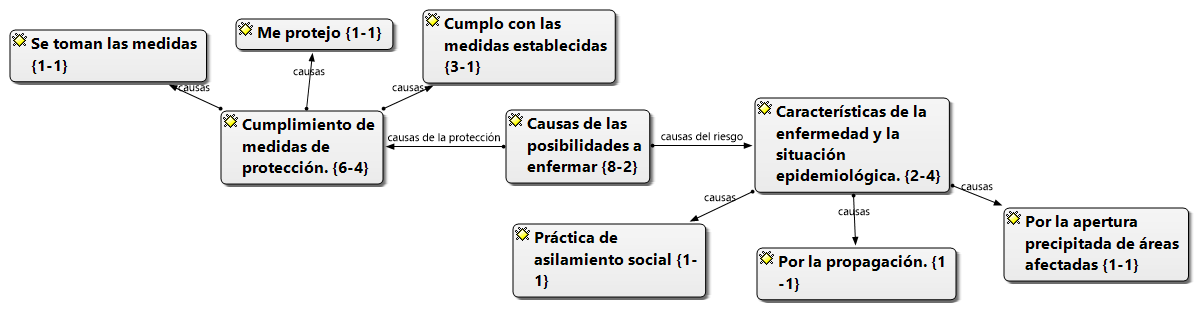 Se toman las medidas
{1-1}
Me protejo {1-1}
Cumplo con las
medidas establecidas
{3-1}
causas
causas
causas
Cumplimiento de
medidas de
protección. {6-4}
causas de la protección
Causas de las
posibilidades a
enfermar {8-2}
causas del riesgo
Características de la
enfermedad y la
situación
epidemiológica. {2-4}
causas
causas
causas
Práctica de
asilamiento social {1-
1}
Por la propagación. {1
-1}
Por la apertura
precipitada de áreas
afectadas {1-1}